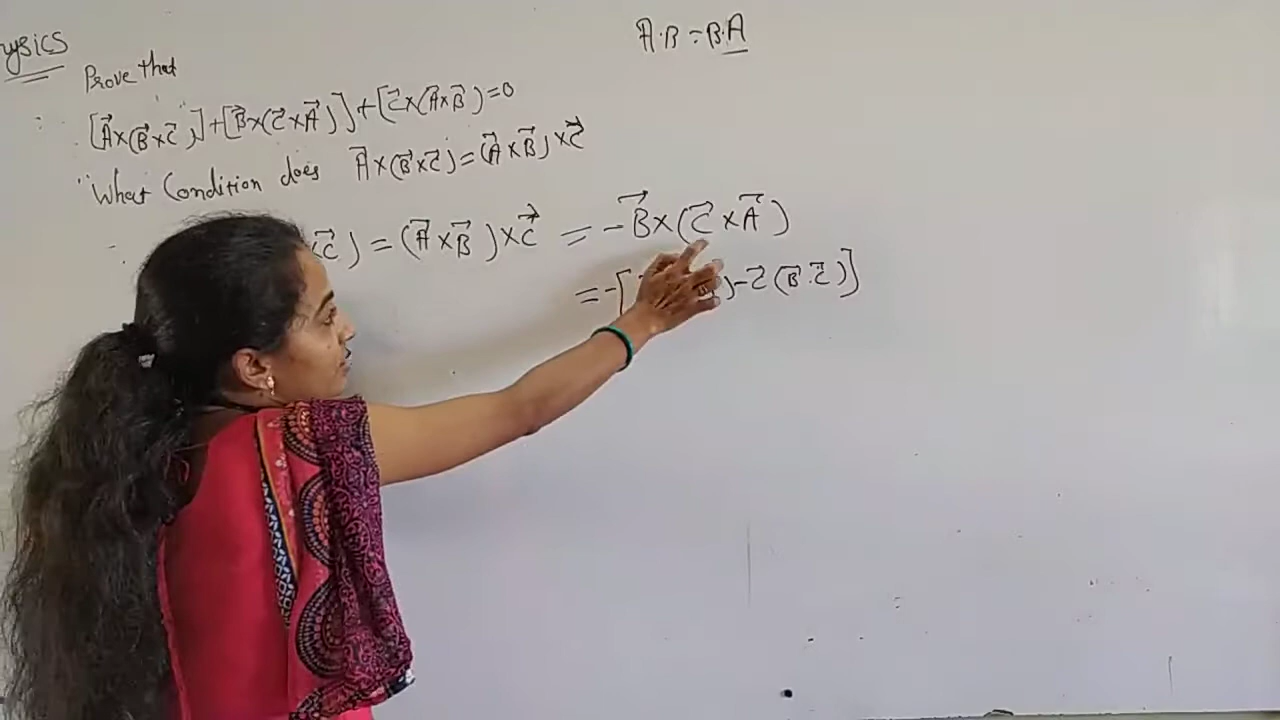 ysics
A·B = B·A
Prove that
[A⃗×(B⃗×C⃗)]+[B⃗×(C⃗×A⃗)]+[C⃗×(A⃗×B⃗)=0
What Condition does A⃗×(B⃗×C⃗)=(A⃗×B⃗)×C⃗
×C⃗) = (A⃗×B⃗)×C⃗ = -B⃗×(C⃗×A⃗)
=-[ )-C⃗(B⃗·C⃗)]